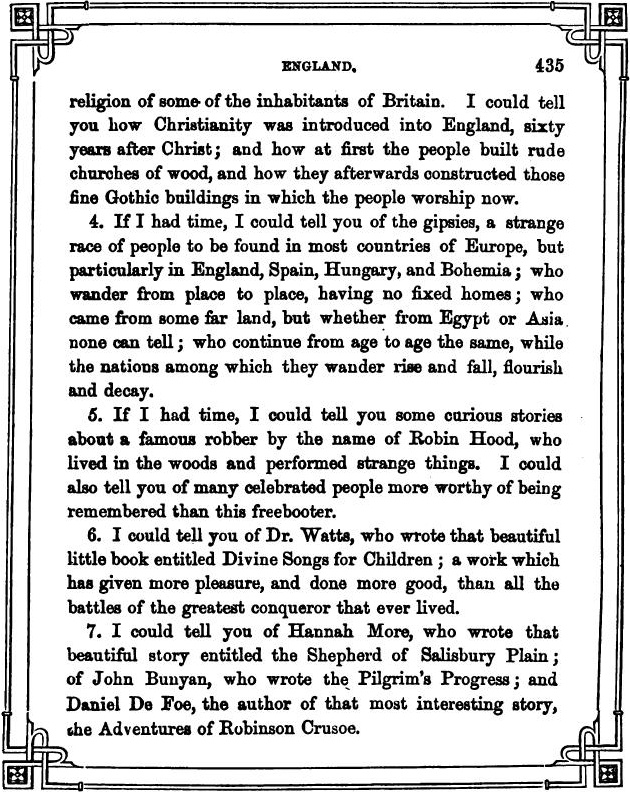 ENGLAND. 435
religion of some of the inhabitants of Britain. I could tell
you how Christianity was introduced into England, sixty
years after Christ; and how at first the people built rude
churches of wood, and how they afterwards constructed those
fine Gothic buildings in which the people worship now.
4. If I had time, I could tell you of the gipsies, a strange
race of people to be found in most countries of Europe, but
particularly in England, Spain, Hungary, and Bohemia; who
wander from place to place, having no fixed homes; who
came from some far land, but whether from Egypt or Asia
none can tell; who continue from age to age the same, while
the nations among which they wander rise and fall, flourish
and decay.
5. If I had time, I could tell you some curious stories
about a famous robber by the name of Robin Hood, who
lived in the woods and performed strange things. I could
also tell you of many celebrated people more worthy of being
remembered than this freebooter.
6. I could tell you of Dr. Watts, who wrote that beautiful
little book entitled Divine Songs for Children; a work which
has given more pleasure, and done more good, than all the
battles of the greatest conqueror that ever lived.
7. I could tell you of Hannah More, who wrote that
beautiful story entitled the Shepherd of Salisbury Plain;
of John Bunyan, who wrote the Pilgrim's Progress; and
Daniel De Foe, the author of that most interesting story,
the Adventures of Robinson Crusoe.